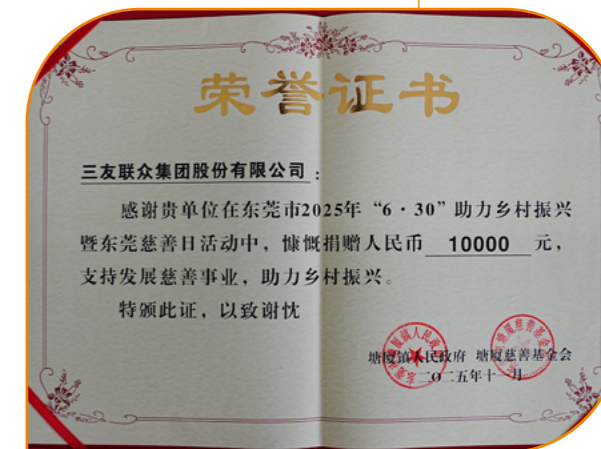 荣誉证书
三友联众集团股份有限公司：
感谢贵单位在东莞市2025年“6·30”助力乡村振兴
暨东莞慈善日活动中，慷慨捐赠人民币 10000 元，
支持发展慈善事业，助力乡村振兴。
特颁此证，以致谢忱
塘厦镇人民政府 塘厦慈善基金会
二〇二五年十一月